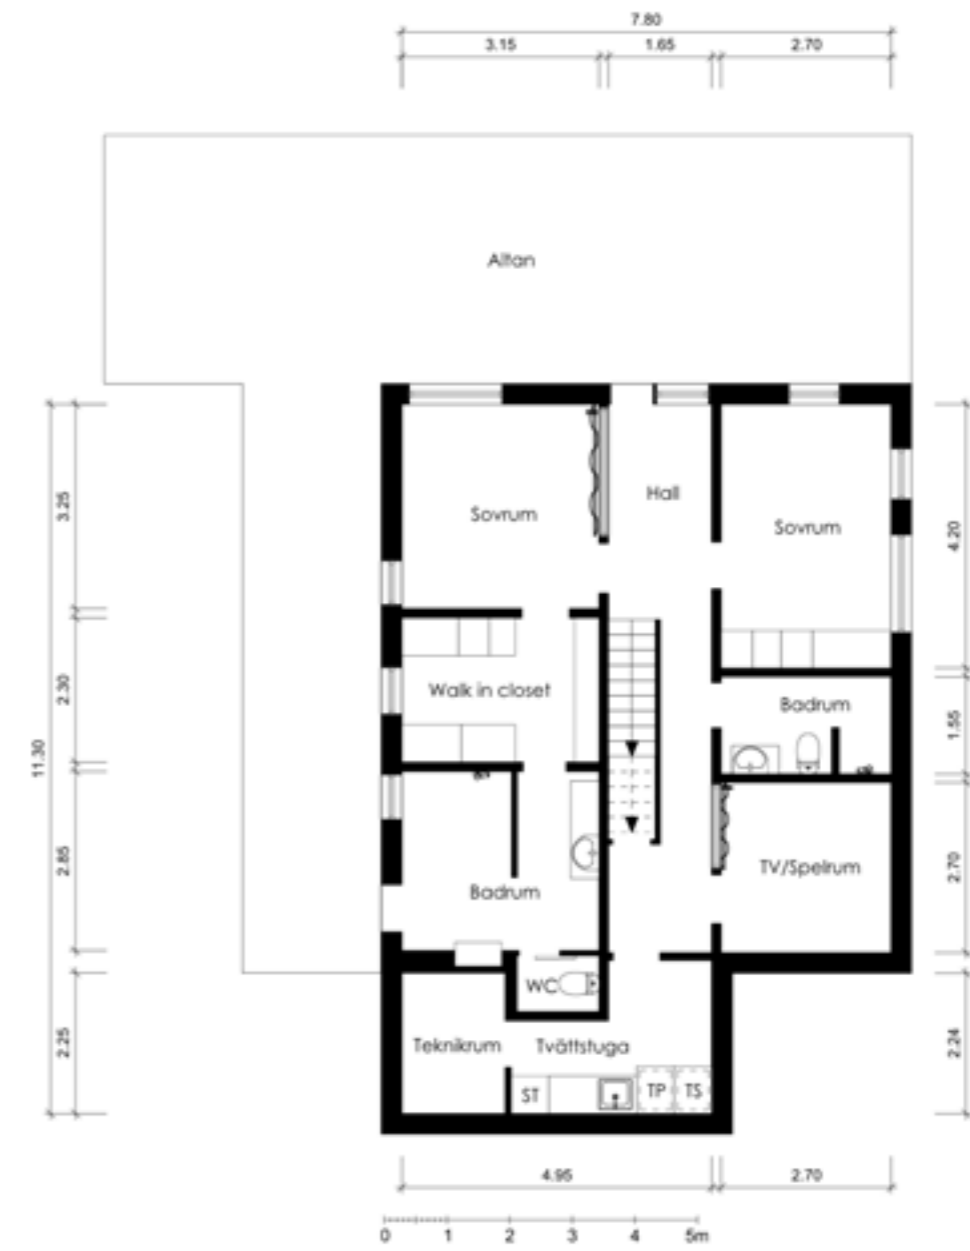 7.80
3.15 1.65 2.70
Altan
3.25
Sovrum
Hall
Sovrum
4.20
2.30
Walk in closet
Badrum
1.55
11.30
2.85
Badrum
TV/Spelrum
2.70
WC
2.25
Teknikrum
Tvättstuga
2.24
ST
TP
TS
4.95 2.70
0 1 2 3 4 5m